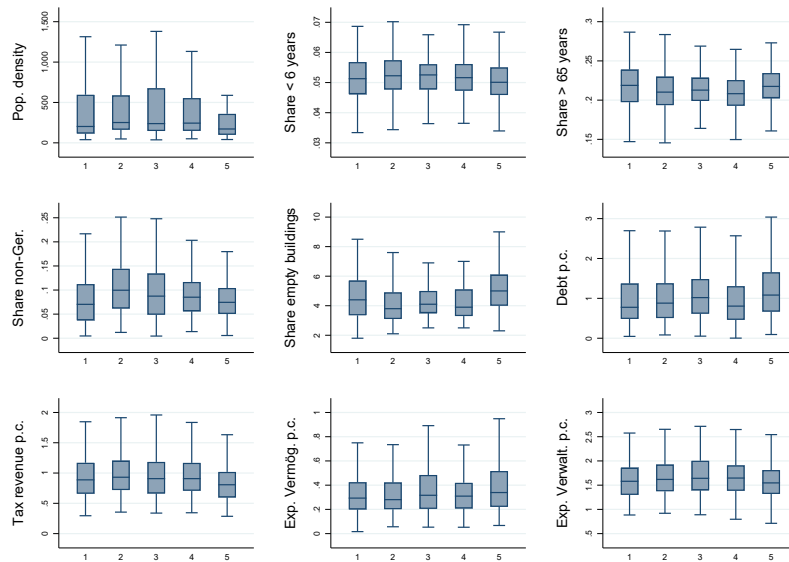 Pop. density
0
500
1,000
1,500
1 2 3 4 5
Share < 6 years
.03
.04
.05
.06
.07
1 2 3 4 5
Share > 65 years
.15
.2
.25
.3
1 2 3 4 5
Share non-Ger.
0
.05
.1
.15
.2
.25
1 2 3 4 5
Share empty buildings
2
4
6
8
10
1 2 3 4 5
Debt p.c.
0
1
2
3
1 2 3 4 5
Tax revenue p.c.
0
.5
1
1.5
2
1 2 3 4 5
Exp. Vermög. p.c.
0
.2
.4
.6
.8
1
1 2 3 4 5
Exp. Verwalt. p.c.
.5
1
1.5
2
2.5
3
1 2 3 4 5